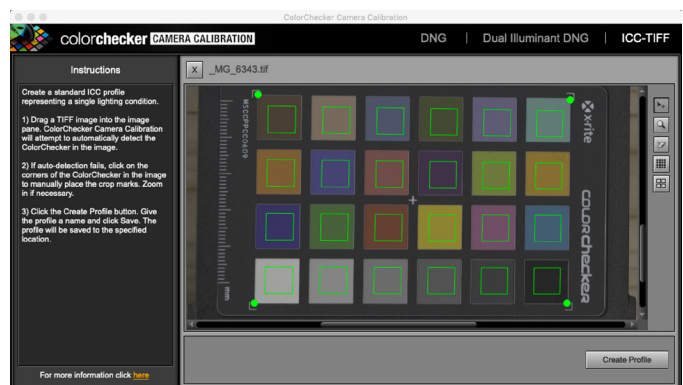 ColorChecker Camera Calibration
colorchecker CAMERA CALIBRATION
DNG | Dual Illuminant DNG | ICC-TIFF
Instructions
X _MG_6343.tif
Create a standard ICC profile
representing a single lighting condition.
1) Drag a TIFF image into the image
pane. ColorChecker Camera Calibration
will attempt to automatically detect the
ColorChecker in the image.
2) If auto-detection fails, click on the
corners of the ColorChecker in the image
to manually place the crop marks. Zoom
in if necessary.
3) Click the Create Profile button. Give
the profile a name and click Save. The
profile will be saved to the specified
location.
MSCCPPCC0609
mm
x-rite
colorchecker
Create Profile
For more information click here